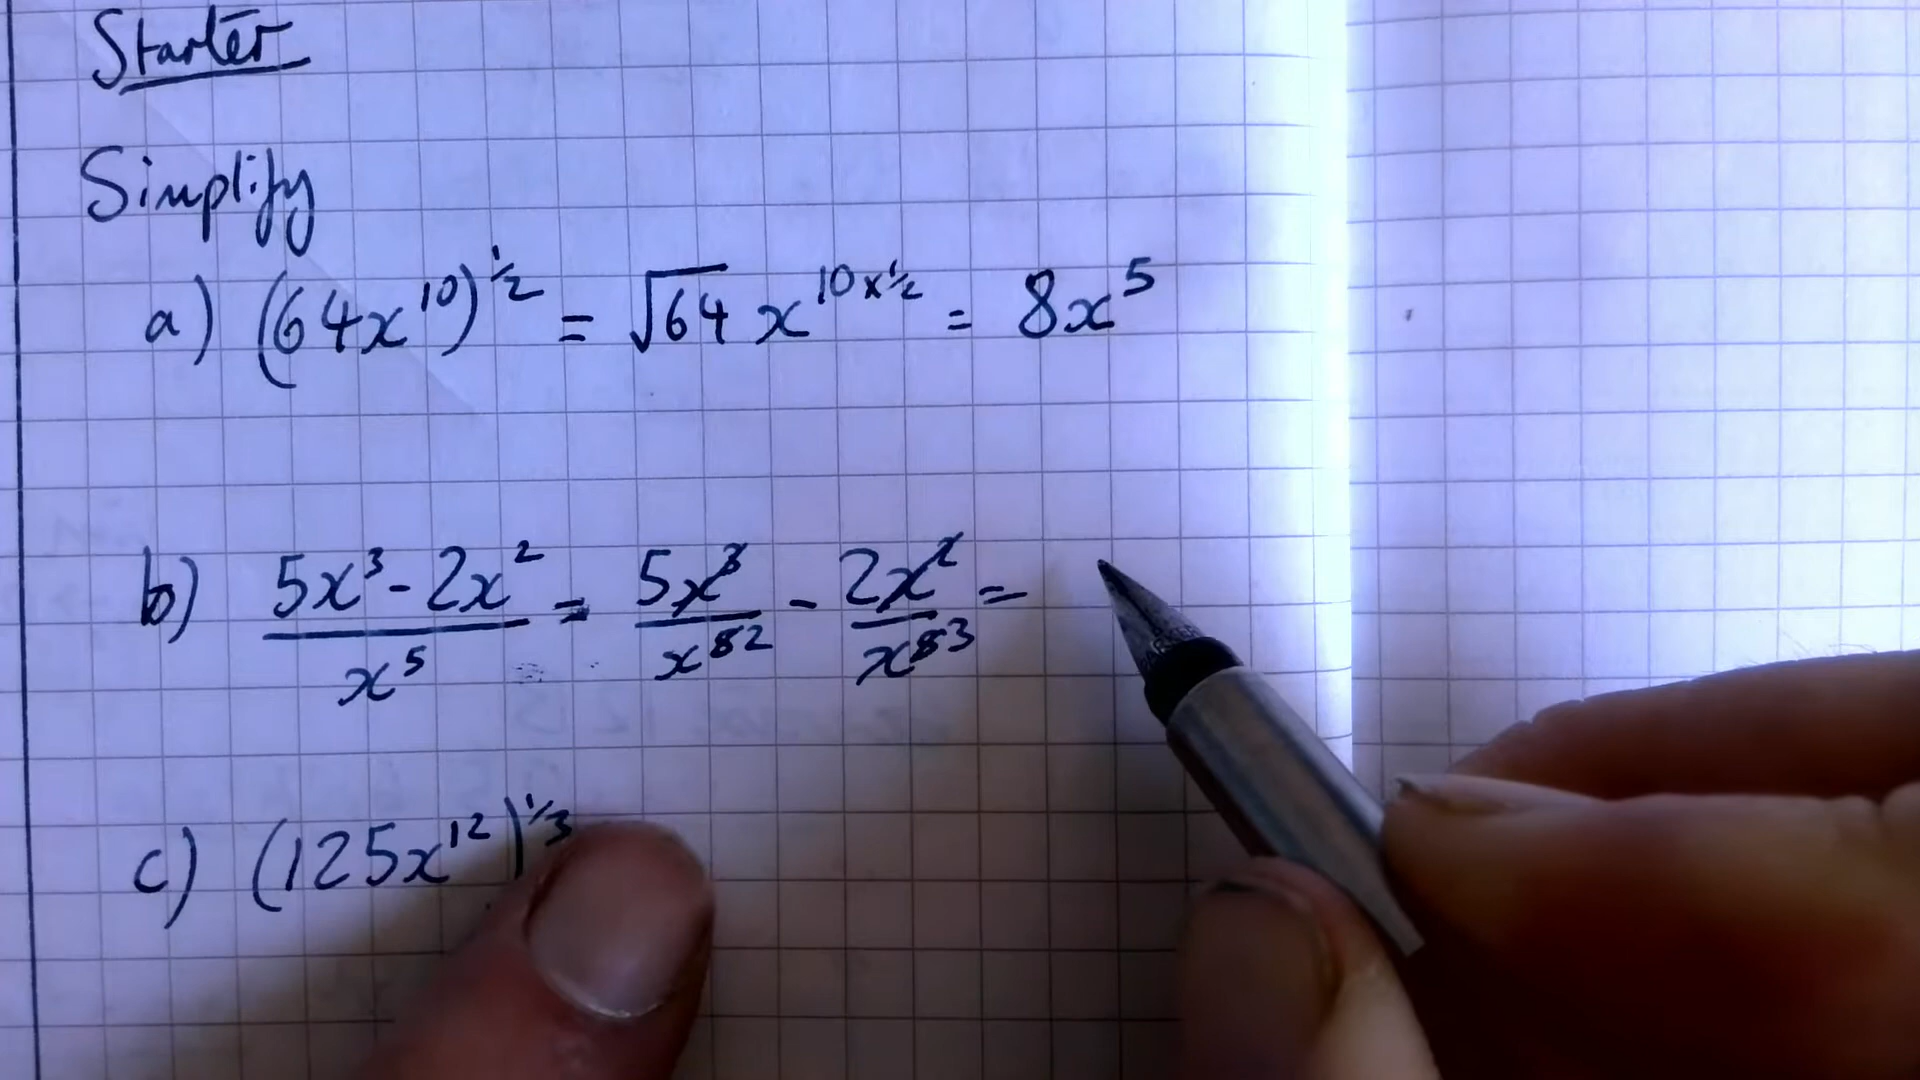 Starter
Simplify
a) (64x^10)^1/2 = √64 x^10×1/2 = 8x^5
b) (5x^3 - 2x^2)/x^5 = 5x^3/x^5 2 - 2x^2/x^5 3 =
c) (125x^12)^1/3